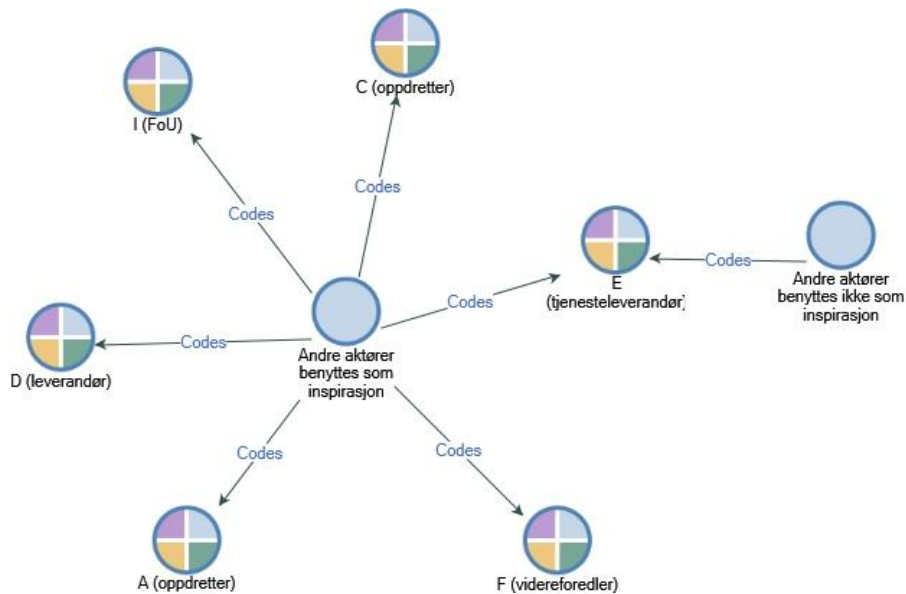 C (oppdretter)
I (FoU)
Codes
Codes
E
(tjenesteleverandør)
Codes
Andre aktører
benyttes ikke som
inspirasjon
Codes
Codes
Andre aktører
benyttes som
inspirasjon
D (leverandør)
Codes
Codes
A (oppdretter)
F (videreforedler)